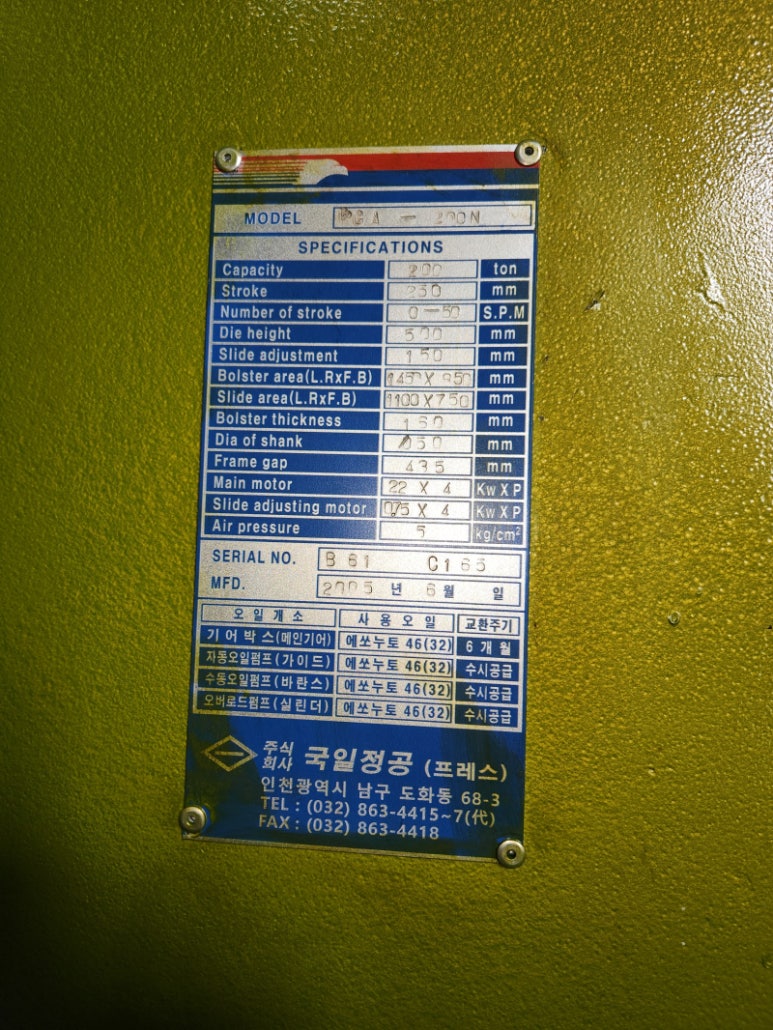 MODEL - 200N
SPECIFICATIONS
Capacity 200 ton
Stroke 250 mm
Number of stroke 0-50 S.P.M
Die height 500 mm
Slide adjustment 150 mm
Bolster area(L.RxF.B) mm
Slide area(L.RxF.B) 1100X750 mm
Bolster thickness mm
Dia of shank mm
Frame gap 435 mm
Main motor 22 X 4 KwXP
Slide adjusting motor 0.75 X 4 KwXP
Air pressure 5 kg/cm²
SERIAL NO. B 61 C165
MFD. 2005 년 6월 일
오일개소 사용오일 교환주기
기어박스(메인기어) 에쏘누토 46(32) 6개월
자동오일펌프(가이드) 에쏘누토 46(32) 수시공급
수동오일펌프(바란스) 에쏘누토 46(32) 수시공급
오버로드펌프(실린더) 에쏘누토 46(32) 수시공급
주식회사 국일정공 (프레스)
인천광역시 남구 도화동 68-3
TEL : (032) 863-4415~7(代)
FAX : (032) 863-4418